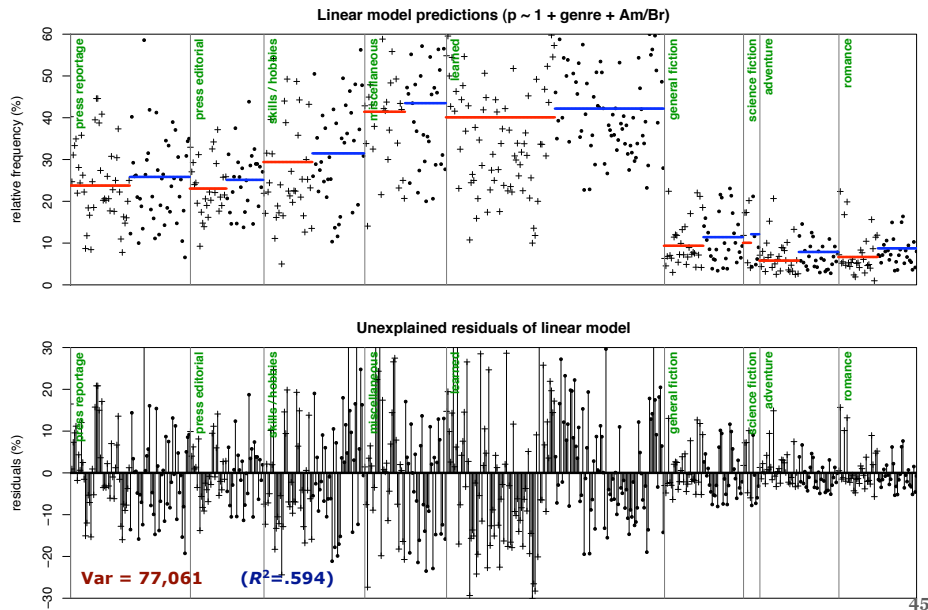 Linear model predictions (p ~ 1 + genre + Am/Br)
relative frequency (%)
60
50
40
30
20
10
0
press reportage
press editorial
skills / hobbies
miscellaneous
learned
general fiction
science fiction
adventure
romance
Unexplained residuals of linear model
residuals (%)
30
20
10
0
−10
−20
−30
press reportage
press editorial
skills / hobbies
miscellaneous
learned
general fiction
science fiction
adventure
romance
Var = 77,061 (R²=.594)
45